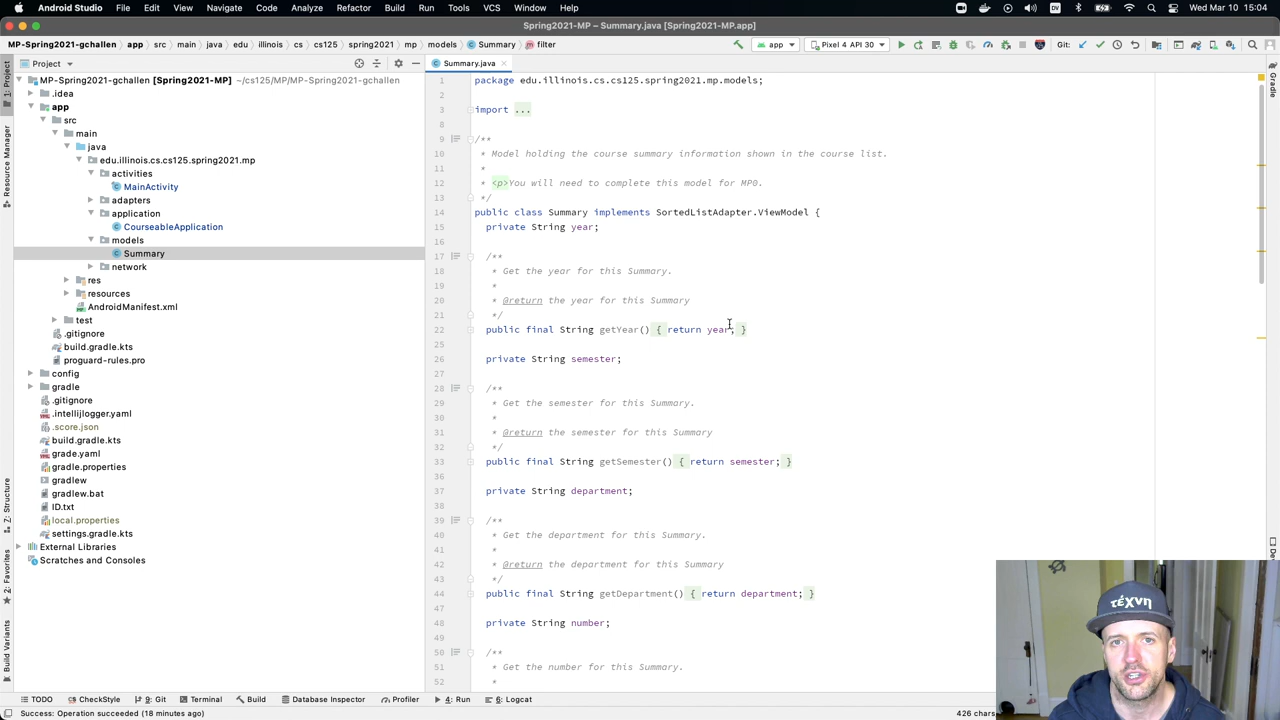 Android Studio File Edit View Navigate Code Analyze Refactor Build Run Tools VCS Window Help Wed Mar 10 15:04
Spring2021-MP – Summary.java [Spring2021-MP.app]
MP-Spring2021-gchallen app src main java edu illinois cs cs125 spring2021 mp models Summary filter app Pixel 4 API 30 Git:
Project
Summary.java
MP-Spring2021-gchallen [Spring2021-MP] ~/cs125/MP/MP-Spring2021-gchallen
.idea
app
src
main
java
edu.illinois.cs.cs125.spring2021.mp
activities
MainActivity
adapters
application
CourseableApplication
models
Summary
network
res
resources
AndroidManifest.xml
test
.gitignore
build.gradle.kts
proguard-rules.pro
config
gradle
.gitignore
.intellijlogger.yaml
.score.json
build.gradle.kts
grade.yaml
gradle.properties
gradlew
gradlew.bat
ID.txt
local.properties
settings.gradle.kts
External Libraries
Scratches and Consoles
1 package edu.illinois.cs.cs125.spring2021.mp.models;
2
3 import ...
8
9 /**
10 * Model holding the course summary information shown in the course list.
11 *
12 * <p>You will need to complete this model for MP0.
13 */
14 public class Summary implements SortedListAdapter.ViewModel {
15 private String year;
16
17 /**
18 * Get the year for this Summary.
19 *
20 * @return the year for this Summary
21 */
22 public final String getYear() { return year; }
25
26 private String semester;
27
28 /**
29 * Get the semester for this Summary.
30 *
31 * @return the semester for this Summary
32 */
33 public final String getSemester() { return semester; }
36
37 private String department;
38
39 /**
40 * Get the department for this Summary.
41 *
42 * @return the department for this Summary
43 */
44 public final String getDepartment() { return department; }
47
48 private String number;
49
50 /**
51 * Get the number for this Summary.
52 *
1: Project
Resource Manager
Z: Structure
2: Favorites
Build Variants
Gradle
τέχνη
TODO CheckStyle 9: Git Terminal Build Database Inspector Profiler 4: Run 6: Logcat
Success: Operation succeeded (18 minutes ago) 426 chars